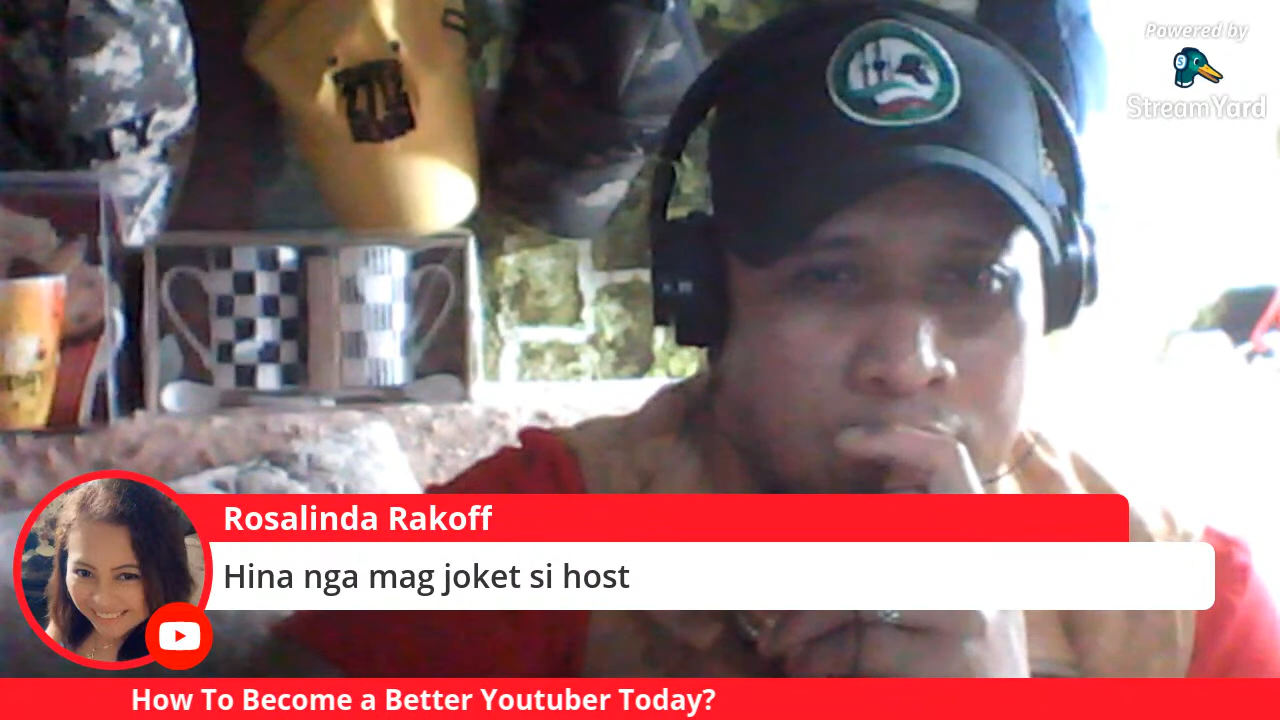 Powered by
StreamYard
Rosalinda Rakoff
Hina nga mag joket si host
How To Become a Better Youtuber Today?